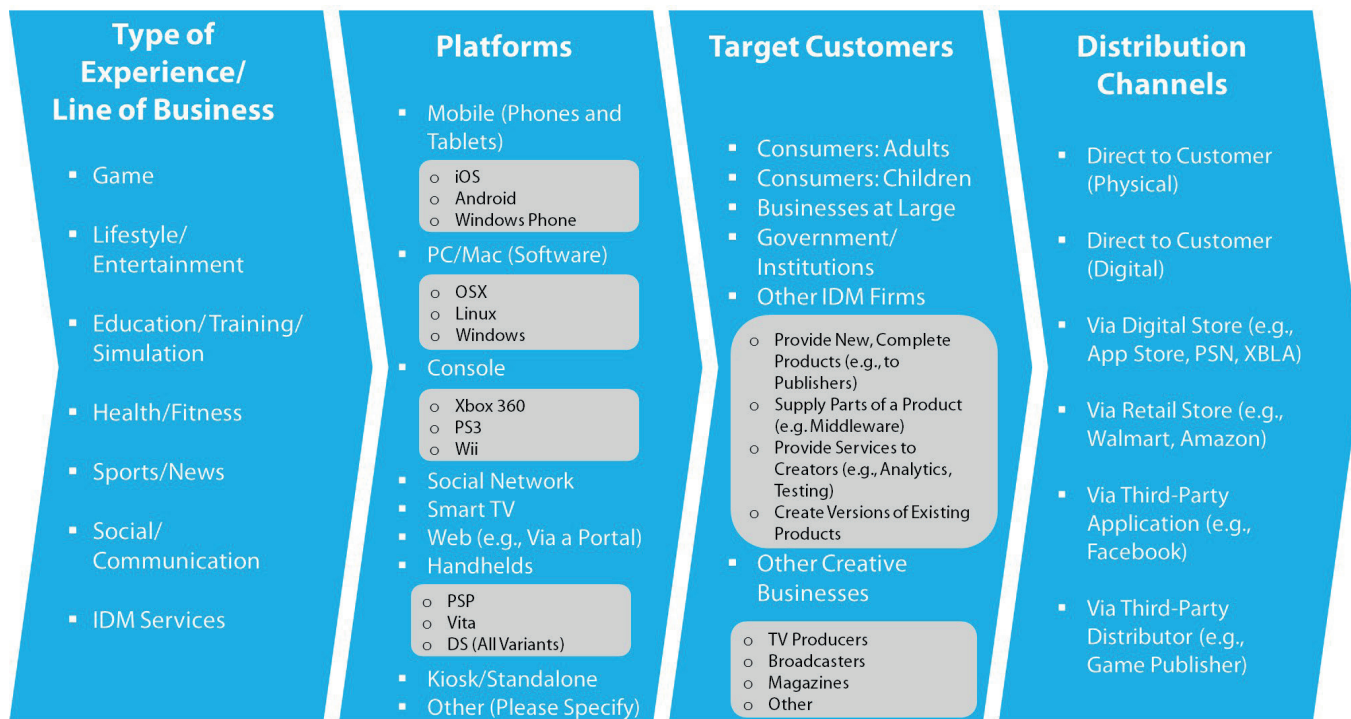 Type of
Experience/
Line of Business
▪ Game
▪ Lifestyle/
Entertainment
▪ Education/Training/
Simulation
▪ Health/Fitness
▪ Sports/News
▪ Social/
Communication
▪ IDM Services
Platforms
▪ Mobile (Phones and
Tablets)
o iOS
o Android
o Windows Phone
▪ PC/Mac (Software)
o OSX
o Linux
o Windows
▪ Console
o Xbox 360
o PS3
o Wii
▪ Social Network
▪ Smart TV
▪ Web (e.g., Via a Portal)
▪ Handhelds
o PSP
o Vita
o DS (All Variants)
▪ Kiosk/Standalone
▪ Other (Please Specify)
Target Customers
▪ Consumers: Adults
▪ Consumers: Children
▪ Businesses at Large
▪ Government/
Institutions
▪ Other IDM Firms
o Provide New, Complete
Products (e.g., to
Publishers)
o Supply Parts of a Product
(e.g. Middleware)
o Provide Services to
Creators (e.g., Analytics,
Testing)
o Create Versions of Existing
Products
▪ Other Creative
Businesses
o TV Producers
o Broadcasters
o Magazines
o Other
Distribution
Channels
▪ Direct to Customer
(Physical)
▪ Direct to Customer
(Digital)
▪ Via Digital Store (e.g.,
App Store, PSN, XBLA)
▪ Via Retail Store (e.g.,
Walmart, Amazon)
▪ Via Third-Party
Application (e.g.,
Facebook)
▪ Via Third-Party
Distributor (e.g.,
Game Publisher)